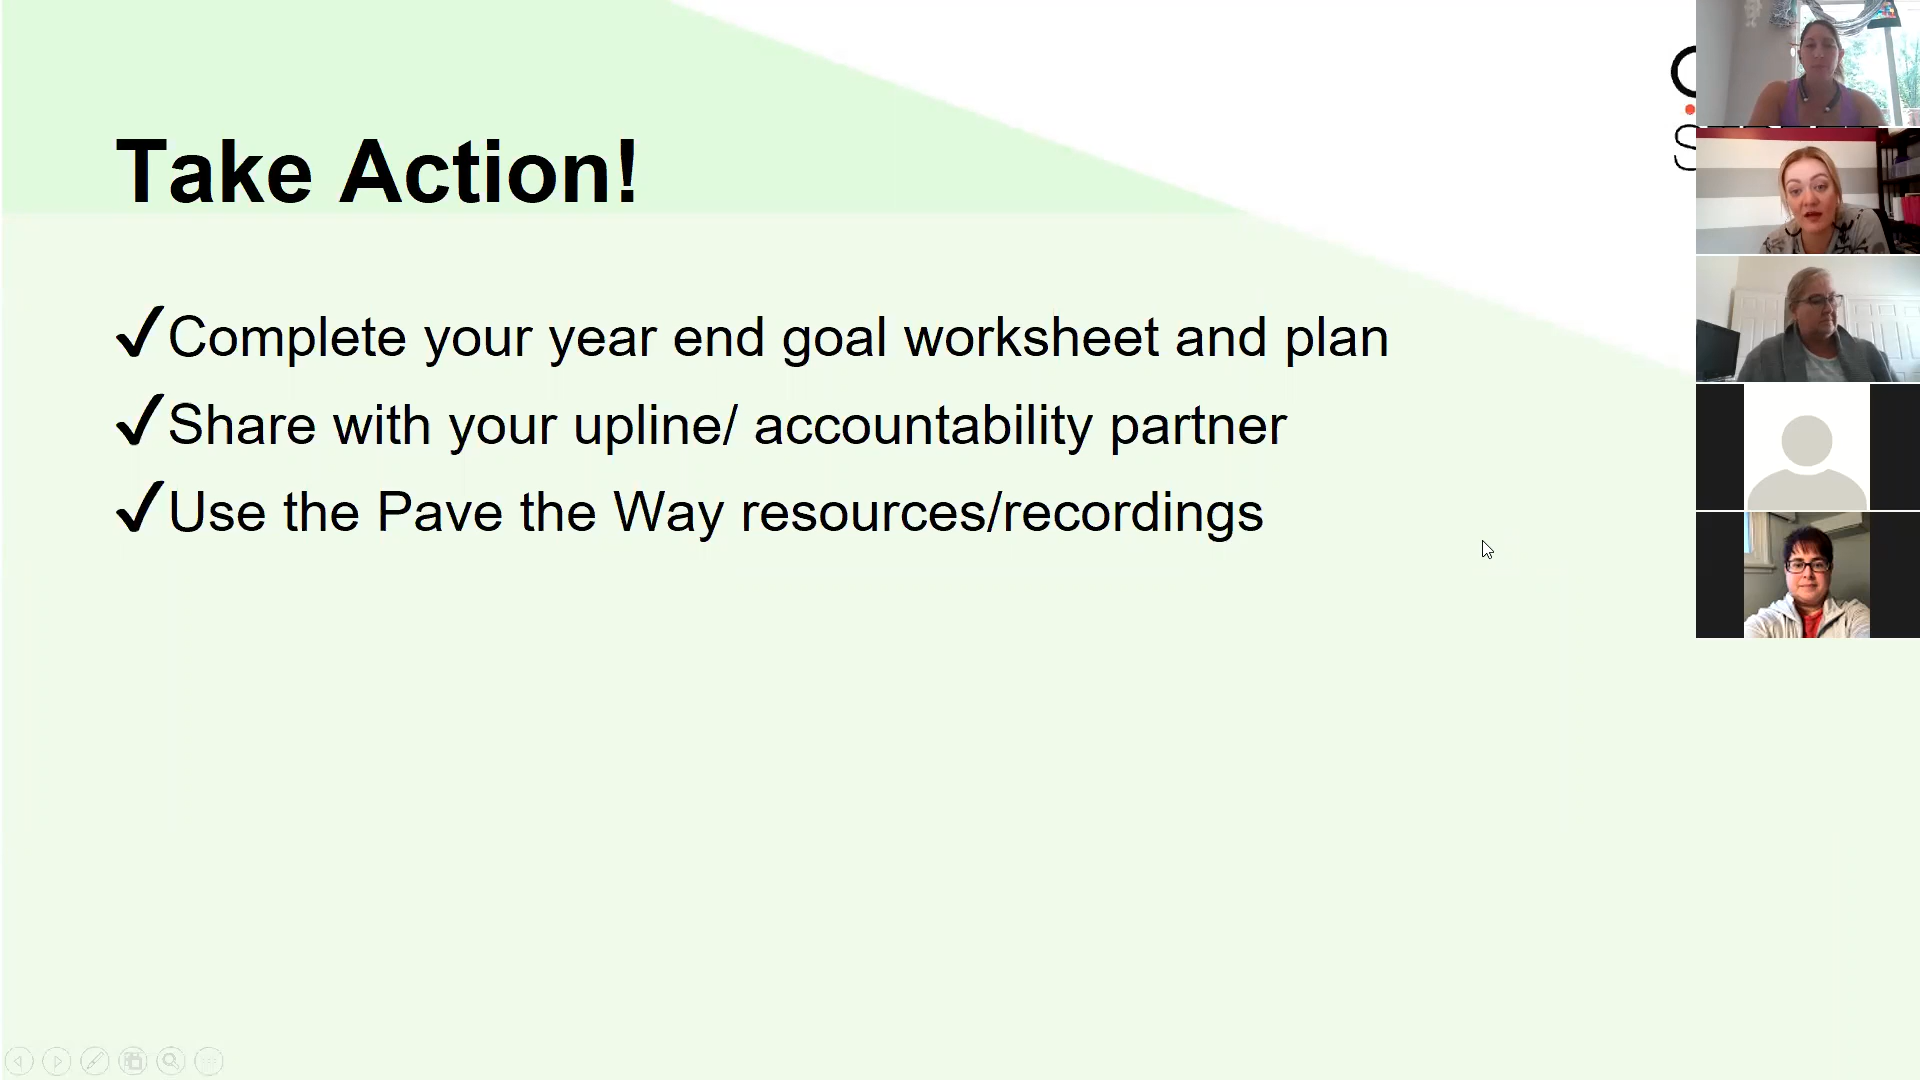 Take Action!
✓Complete your year end goal worksheet and plan
✓Share with your upline/ accountability partner
✓Use the Pave the Way resources/recordings